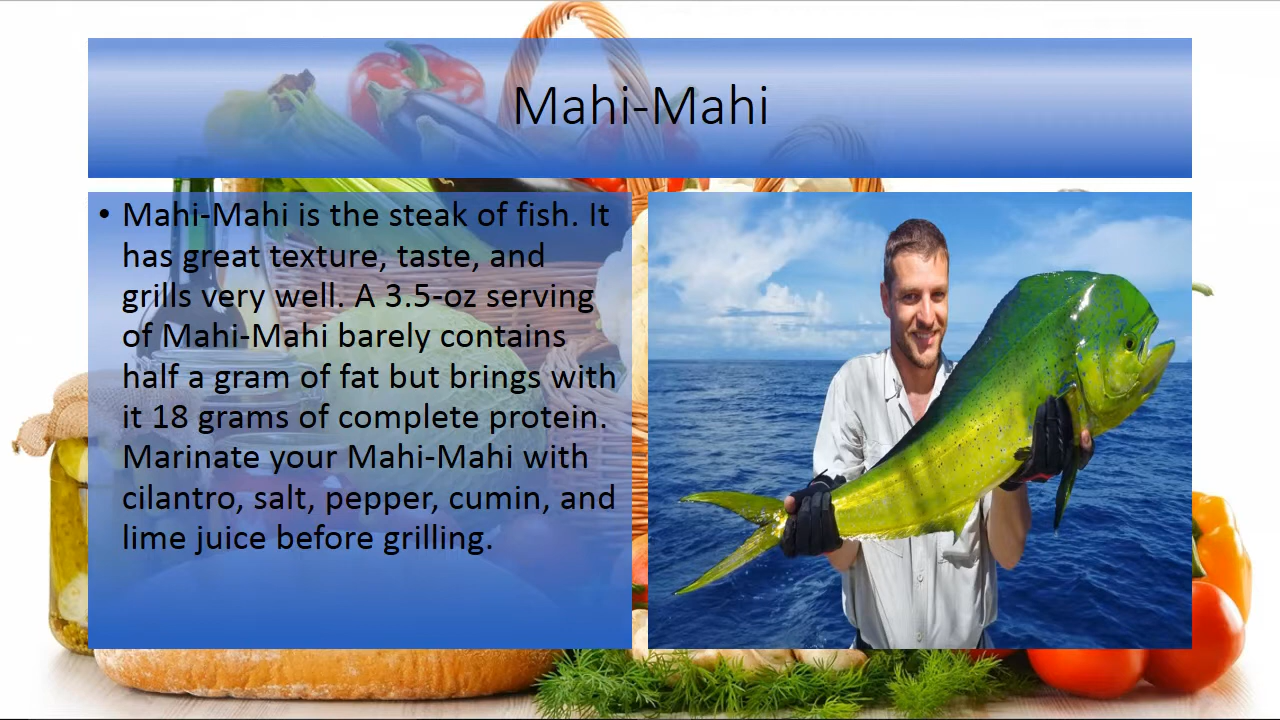 Mahi-Mahi
• Mahi-Mahi is the steak of fish. It
has great texture, taste, and
grills very well. A 3.5-oz serving
of Mahi-Mahi barely contains
half a gram of fat but brings with
it 18 grams of complete protein.
Marinate your Mahi-Mahi with
cilantro, salt, pepper, cumin, and
lime juice before grilling.